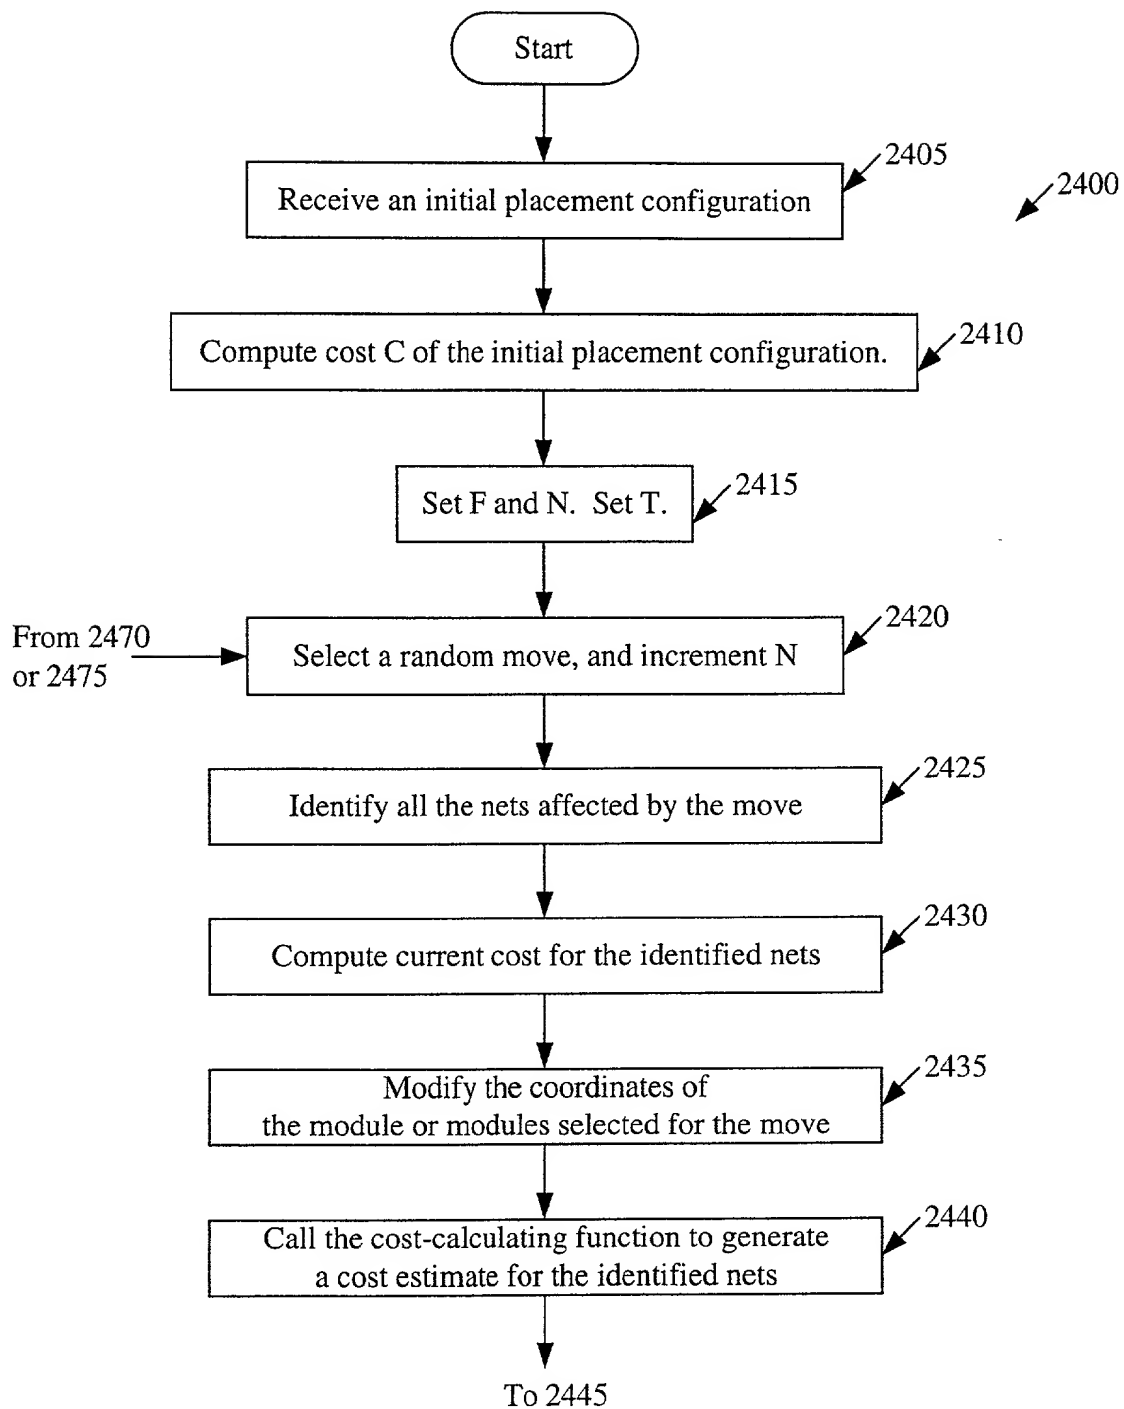 Start
2405
Receive an initial placement configuration
2400
2410
Compute cost C of the initial placement configuration.
2415
Set F and N. Set T.
2420
From 2470
or 2475
Select a random move, and increment N
2425
Identify all the nets affected by the move
2430
Compute current cost for the identified nets
2435
Modify the coordinates of
the module or modules selected for the move
2440
Call the cost-calculating function to generate
a cost estimate for the identified nets
To 2445